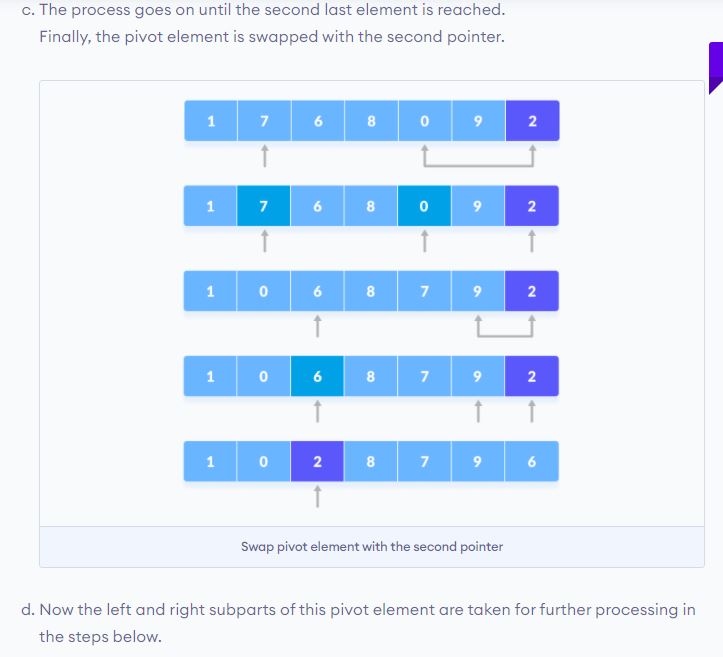 c. The process goes on until the second last element is reached.
Finally, the pivot element is swapped with the second pointer.
1 7 6 8 0 9 2
1 7 6 8 0 9 2
1 0 6 8 7 9 2
1 0 6 8 7 9 2
1 0 2 8 7 9 6
Swap pivot element with the second pointer
d. Now the left and right subparts of this pivot element are taken for further processing in
the steps below.